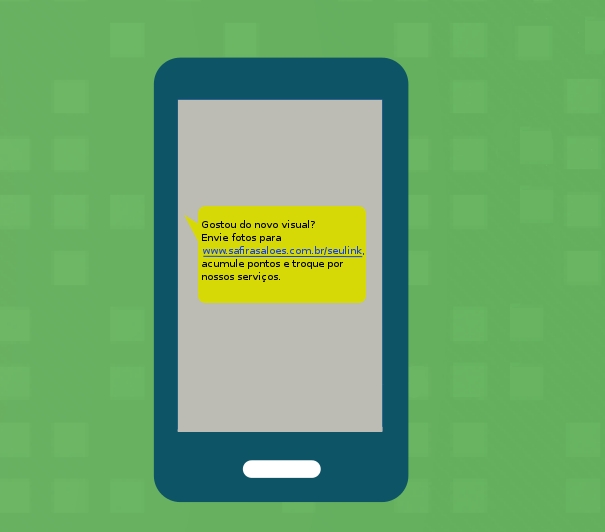 Gostou do novo visual?
Envie fotos para
www.safirasaloes.com.br/seulink,
acumule pontos e troque por
nossos serviços.